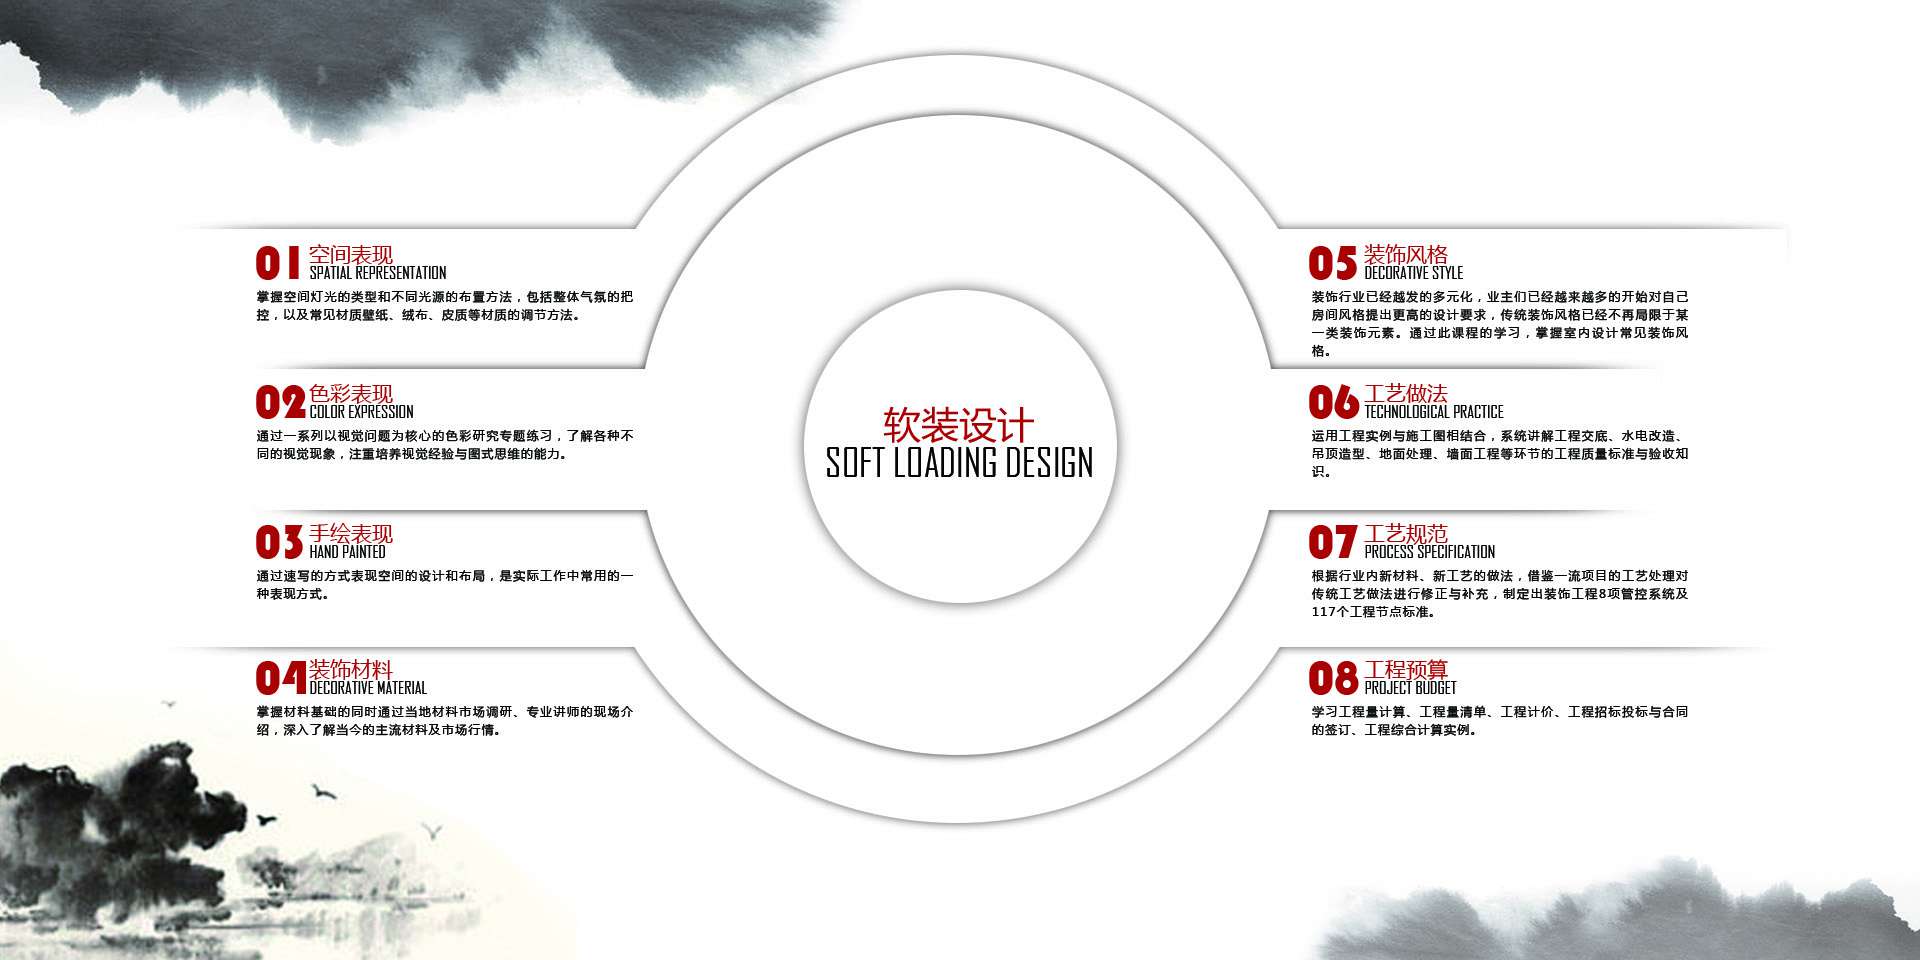 01 空间表现
SPATIAL REPRESENTATION
掌握空间灯光的类型和不同光源的布置方法，包括整体气氛的把
控，以及常见材质壁纸、绒布、皮质等材质的调节方法。
02 色彩表现
COLOR EXPRESSION
通过一系列以视觉问题为核心的色彩研究专题练习，了解各种不
同的视觉现象，注重培养视觉经验与图式思维的能力。
03 手绘表现
HAND PAINTED
通过速写的方式表现空间的设计和布局，是实际工作中常用的一
种表现方式。
04 装饰材料
DECORATIVE MATERIAL
掌握材料基础的同时通过当地材料市场调研、专业讲师的现场介
绍，深入了解当今的主流材料及市场行情。
软装设计
SOFT LOADING DESIGN
05 装饰风格
DECORATIVE STYLE
装饰行业已经越发的多元化，业主们已经越来越多的开始对自己
房间风格提出更高的设计要求，传统装饰风格已经不再局限于某
一类装饰元素。通过此课程的学习，掌握室内设计常见装饰风
格。
06 工艺做法
TECHNOLOGICAL PRACTICE
运用工程实例与施工图相结合，系统讲解工程交底、水电改造、
吊顶造型、地面处理、墙面工程等环节的工程质量标准与验收知
识。
07 工艺规范
PROCESS SPECIFICATION
根据行业内新材料、新工艺的做法，借鉴一流项目的工艺处理对
传统工艺做法进行修正与补充，制定出装饰工程8项管控系统及
117个工程节点标准。
08 工程预算
PROJECT BUDGET
学习工程量计算、工程量清单、工程计价、工程招标投标与合同
的签订、工程综合计算实例。